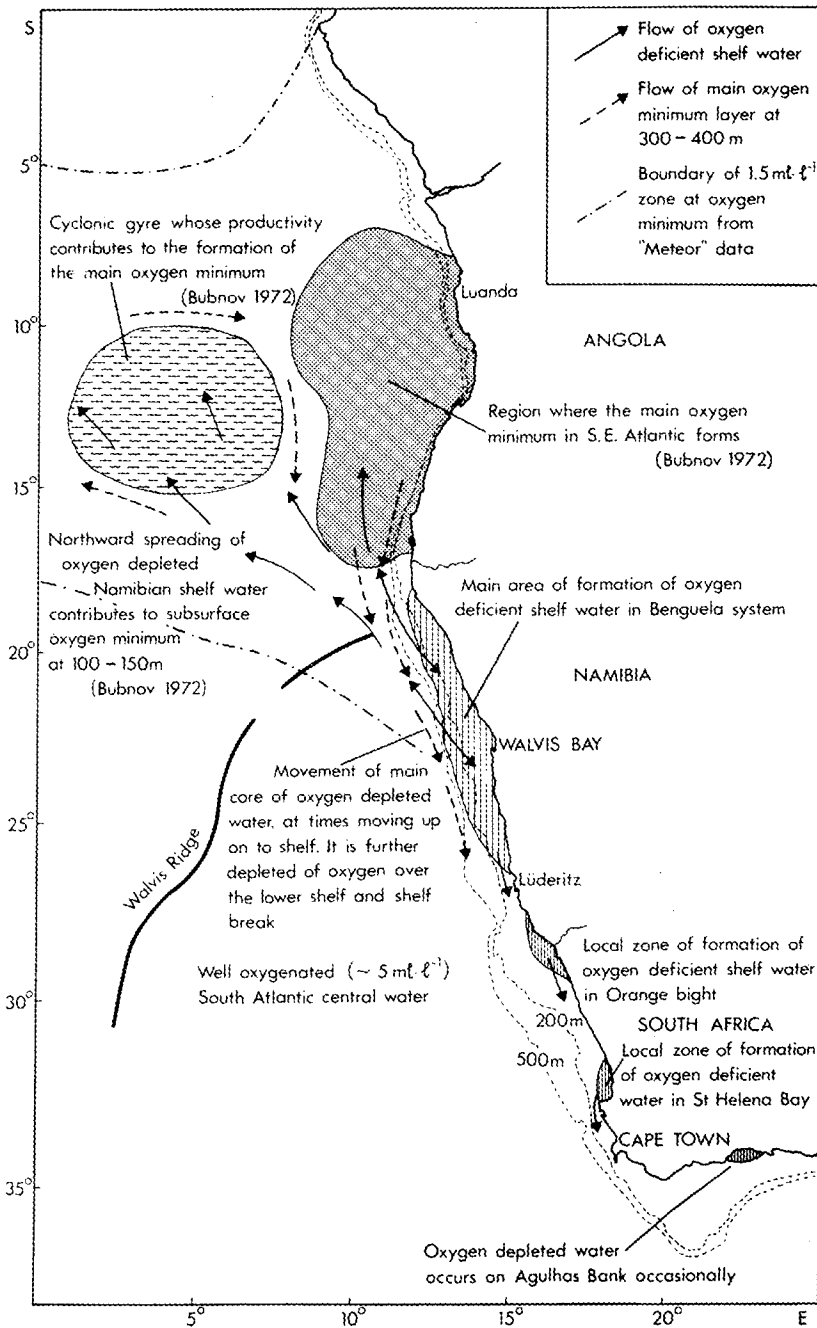 S
Flow of oxygen
deficient shelf water
Flow of main oxygen
minimum layer at
300 – 400 m
Boundary of 1.5 ml·ℓ⁻¹
zone at oxygen
minimum from
"Meteor" data
5°
Cyclonic gyre whose productivity
contributes to the formation of
the main oxygen minimum
(Bubnov 1972)
Luanda
10°
ANGOLA
Region where the main oxygen
minimum in S.E. Atlantic forms
(Bubnov 1972)
15°
Northward spreading of
oxygen depleted
Namibian shelf water
contributes to subsurface
oxygen minimum
at 100 – 150m
(Bubnov 1972)
Main area of formation of oxygen
deficient shelf water in Benguela system
20°
NAMIBIA
WALVIS BAY
Movement of main
core of oxygen depleted
water, at times moving up
on to shelf. It is further
depleted of oxygen over
the lower shelf and shelf
break
25°
Walvis Ridge
Lüderitz
Well oxygenated (~ 5 ml·ℓ⁻¹)
South Atlantic central water
Local zone of formation of
oxygen deficient shelf water
in Orange bight
30°
200m
500m
SOUTH AFRICA
Local zone of formation
of oxygen deficient
water in St Helena Bay
CAPE TOWN
35°
Oxygen depleted water
occurs on Agulhas Bank occasionally
5°
10°
15°
20°
E